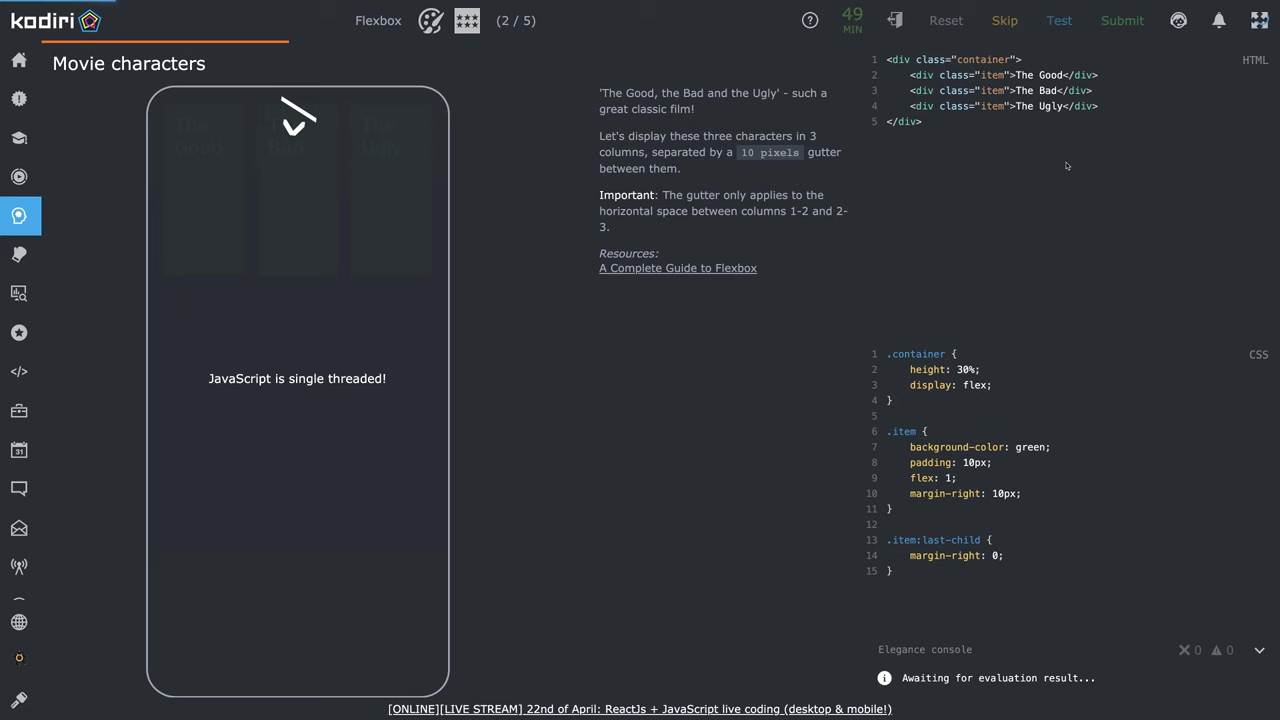 kodiri
Flexbox
(2 / 5)
49
MIN
Reset
Skip
Test
Submit
Movie characters
The
Good
The
Bad
The
Ugly
JavaScript is single threaded!
'The Good, the Bad and the Ugly' - such a
great classic film!
Let's display these three characters in 3
columns, separated by a 10 pixels gutter
between them.
Important: The gutter only applies to the
horizontal space between columns 1-2 and 2-
3.
Resources:
A Complete Guide to Flexbox
HTML
1 <div class="container">
2 <div class="item">The Good</div>
3 <div class="item">The Bad</div>
4 <div class="item">The Ugly</div>
5 </div>
CSS
1 .container {
2 height: 30%;
3 display: flex;
4 }
5
6 .item {
7 background-color: green;
8 padding: 10px;
9 flex: 1;
10 margin-right: 10px;
11 }
12
13 .item:last-child {
14 margin-right: 0;
15 }
Elegance console
0
0
Awaiting for evaluation result...
31
[ONLINE][LIVE STREAM] 22nd of April: ReactJs + JavaScript live coding (desktop & mobile!)